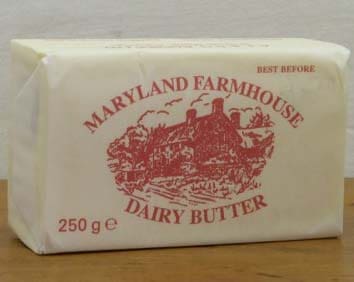 BEST BEFORE
MARYLAND FARMHOUSE
DAIRY BUTTER
250 g ℮